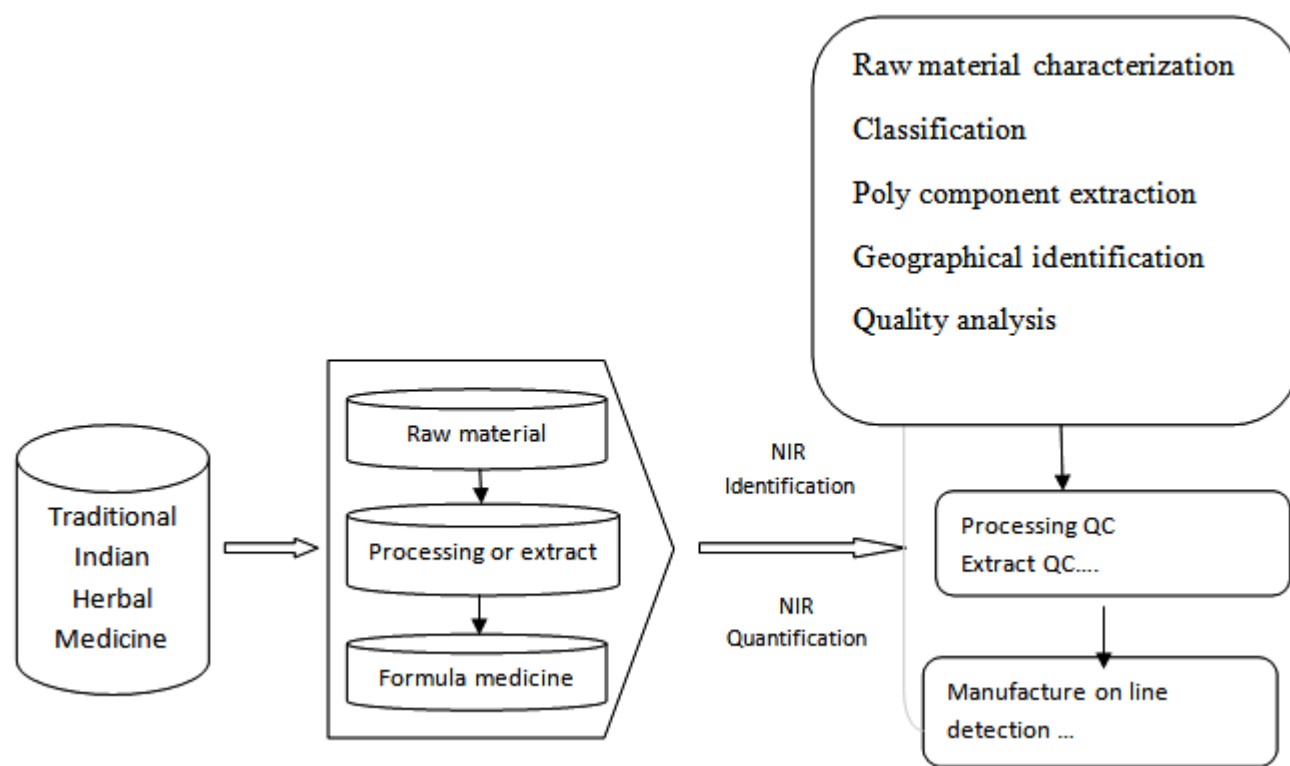 Traditional
Indian
Herbal
Medicine
Raw material
Processing or extract
Formula medicine
NIR
Identification
NIR
Quantification
Raw material characterization
Classification
Poly component extraction
Geographical identification
Quality analysis
Processing QC
Extract QC....
Manufacture on line
detection ...